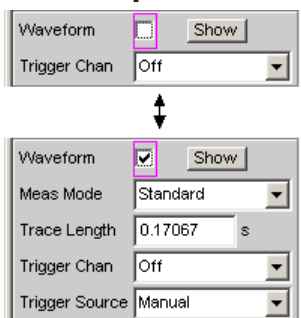 Waveform Show
Trigger Chan Off
Waveform Show
Meas Mode Standard
Trace Length 0.17067 s
Trigger Chan Off
Trigger Source Manual